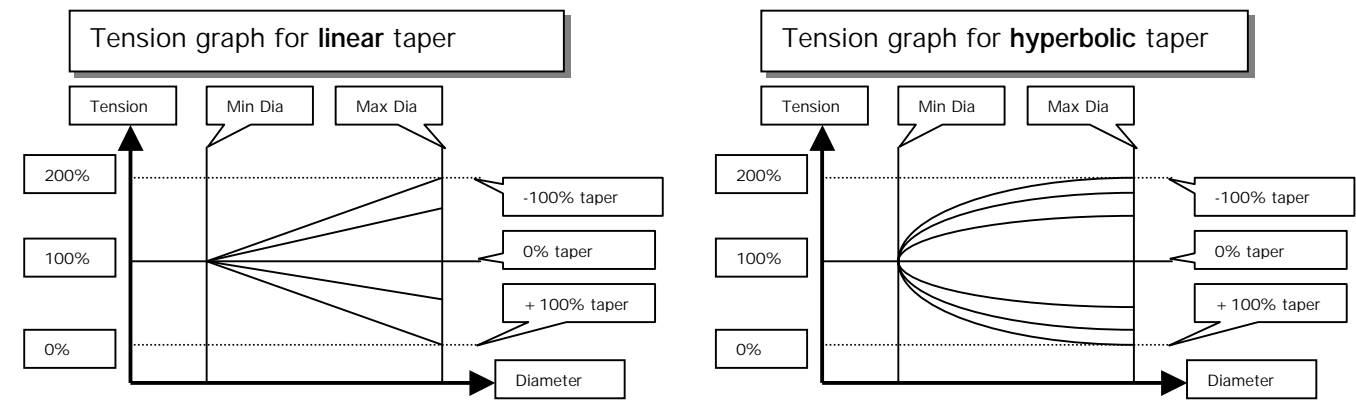 Tension graph for linear taper
Tension
Min Dia
Max Dia
200%
-100% taper
100%
0% taper
+ 100% taper
0%
Diameter
Tension graph for hyperbolic taper
Tension
Min Dia
Max Dia
200%
-100% taper
100%
0% taper
+ 100% taper
0%
Diameter